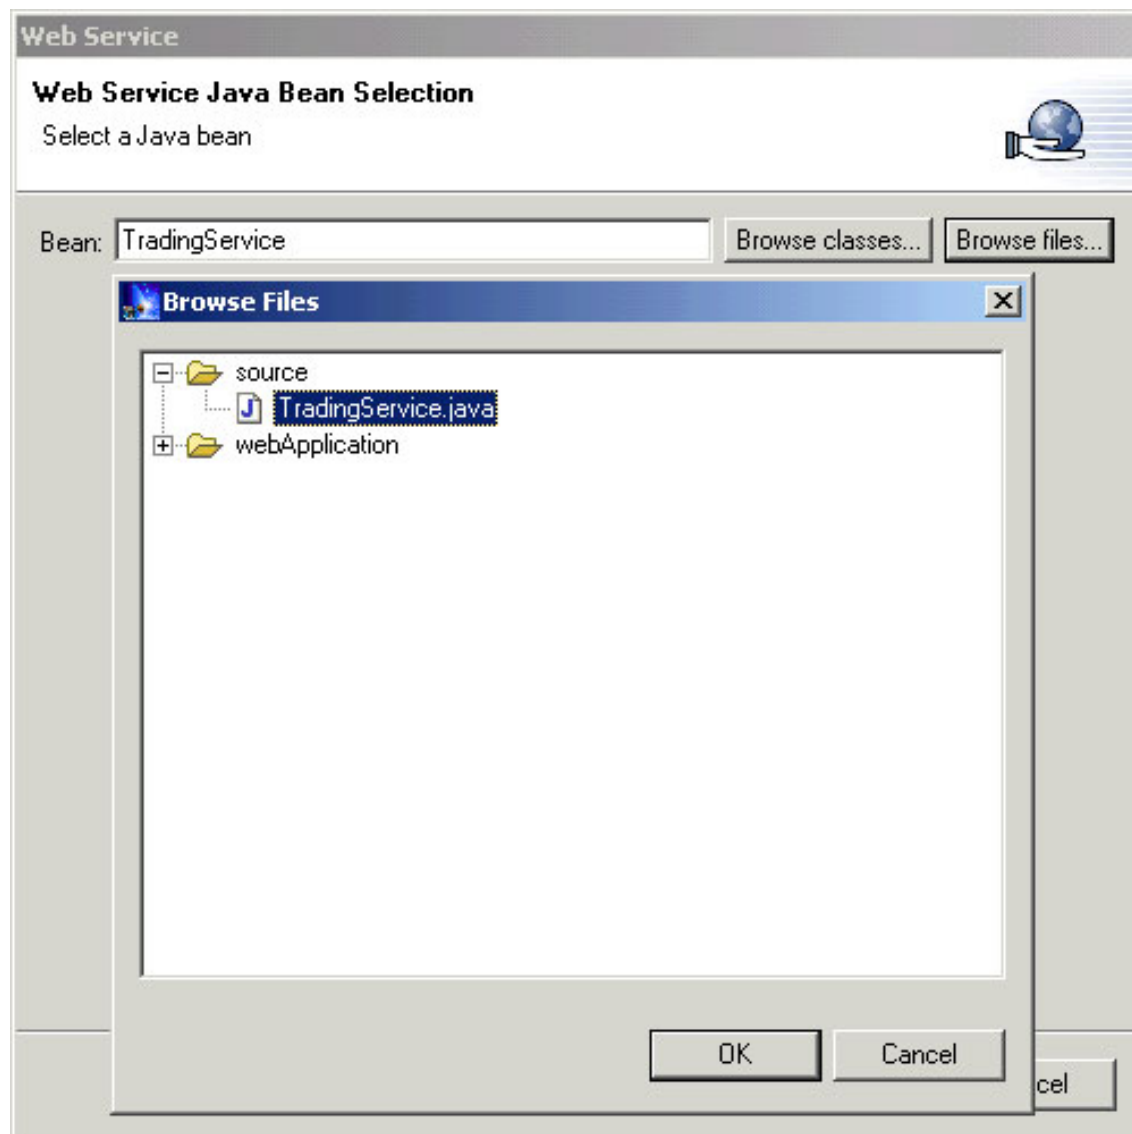 Web Service
Web Service Java Bean Selection
Select a Java bean
Bean: TradingService Browse classes... Browse files...
Browse Files
source
TradingService.java
webApplication
OK Cancel
cel